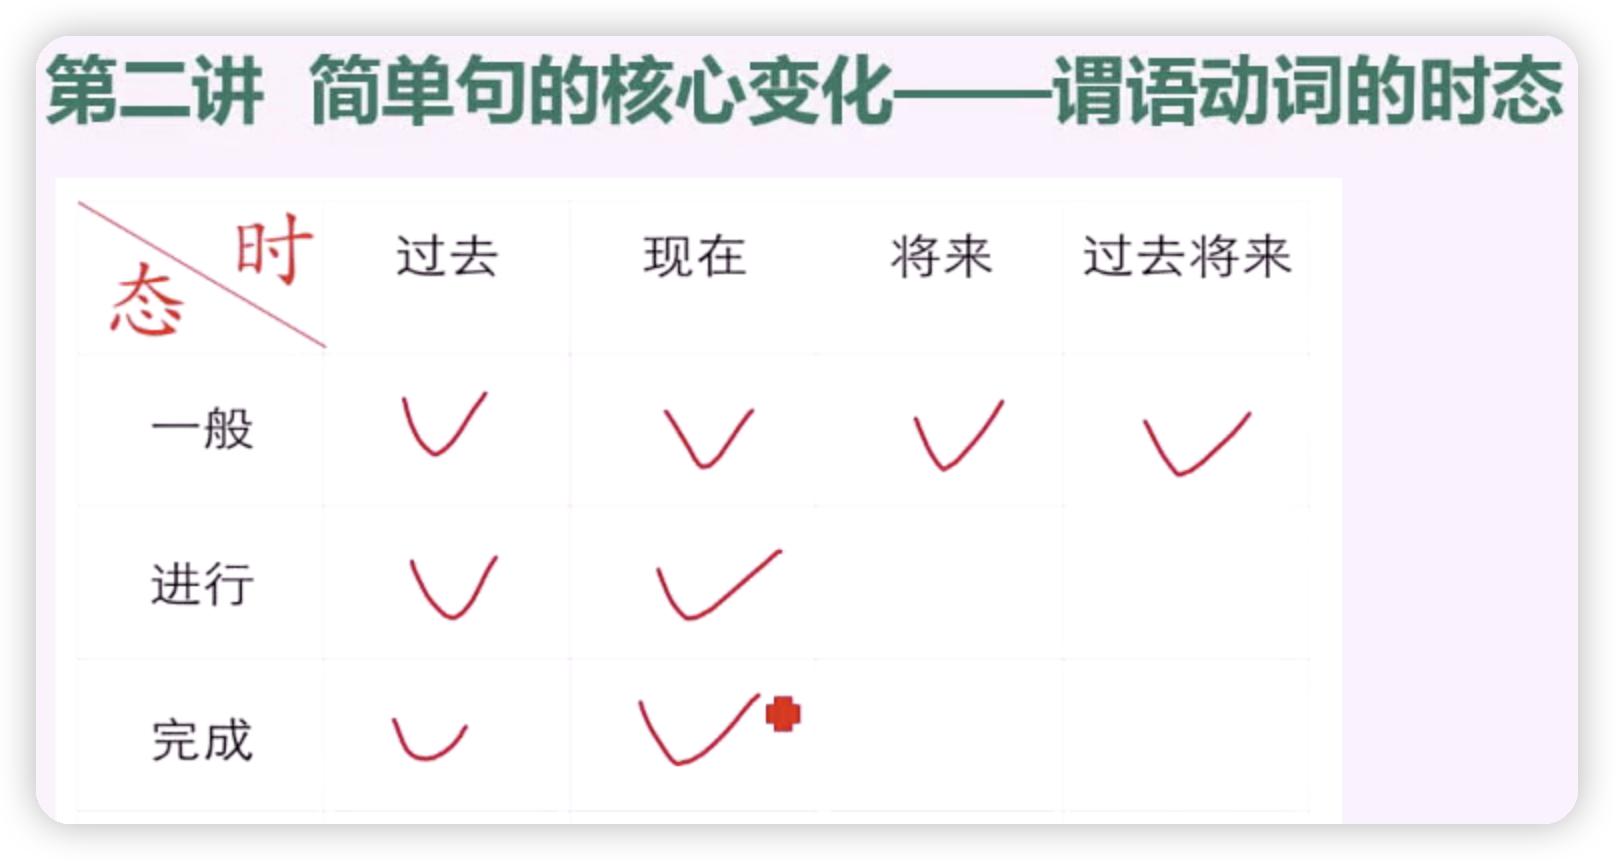 第二讲 简单句的核心变化——谓语动词的时态
时 过去 现在 将来 过去将来
态
一般
进行
完成